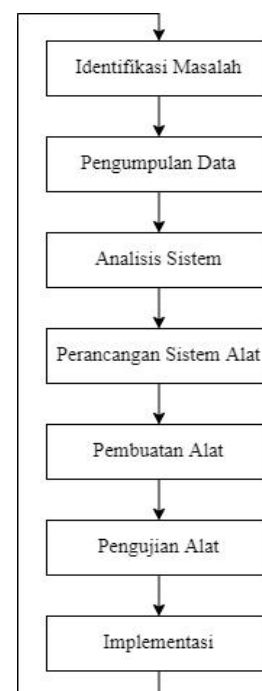 Identifikasi Masalah
Pengumpulan Data
Analisis Sistem
Perancangan Sistem Alat
Pembuatan Alat
Pengujian Alat
Implementasi